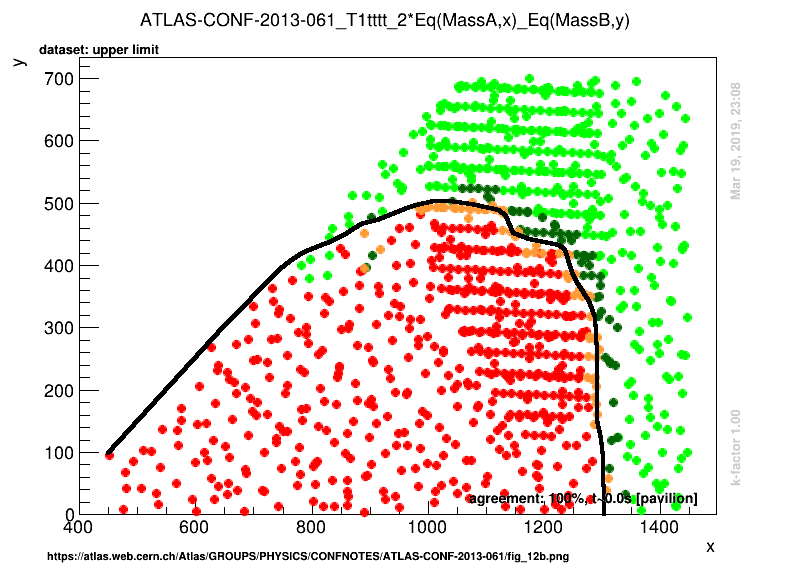 ATLAS-CONF-2013-061_T1tttt_2*Eq(MassA,x)_Eq(MassB,y)
dataset: upper limit
y
700
600
500
400
300
200
100
0
400
600
800
1000
1200
1400
x
agreement: 100%, t~0.0s [pavilion]
Mar 19, 2019, 23:08
k-factor 1.00
https://atlas.web.cern.ch/Atlas/GROUPS/PHYSICS/CONFNOTES/ATLAS-CONF-2013-061/fig_12b.png